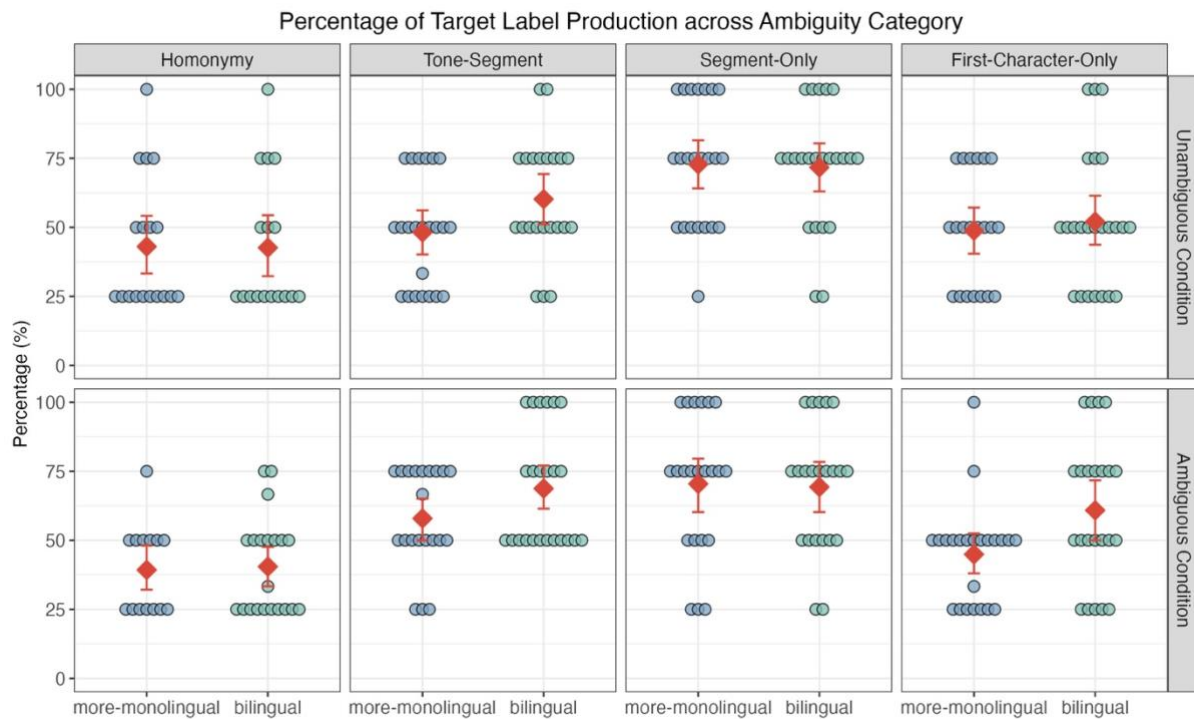 Percentage of Target Label Production across Ambiguity Category
Homonymy
Tone-Segment
Segment-Only
First-Character-Only
100
75
50
25
0
Unambiguous Condition
Percentage (%)
100
75
50
25
0
Ambiguous Condition
more-monolingual bilingual
more-monolingual bilingual
more-monolingual bilingual
more-monolingual bilingual